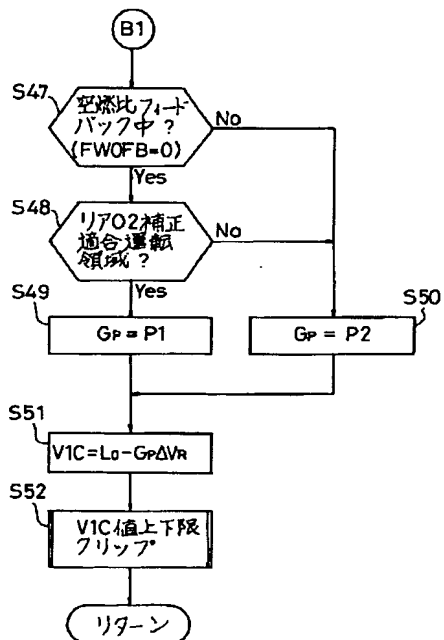 B1
S47
空燃比フィード
バック中?
(FWOFB=0)
No
Yes
S48
リアO2補正
適合運転
領域?
No
Yes
S49
GP = P1
S50
GP = P2
S51
V1C=L0-GPΔVR
S52
V1C値上下限
クリップ
リターン